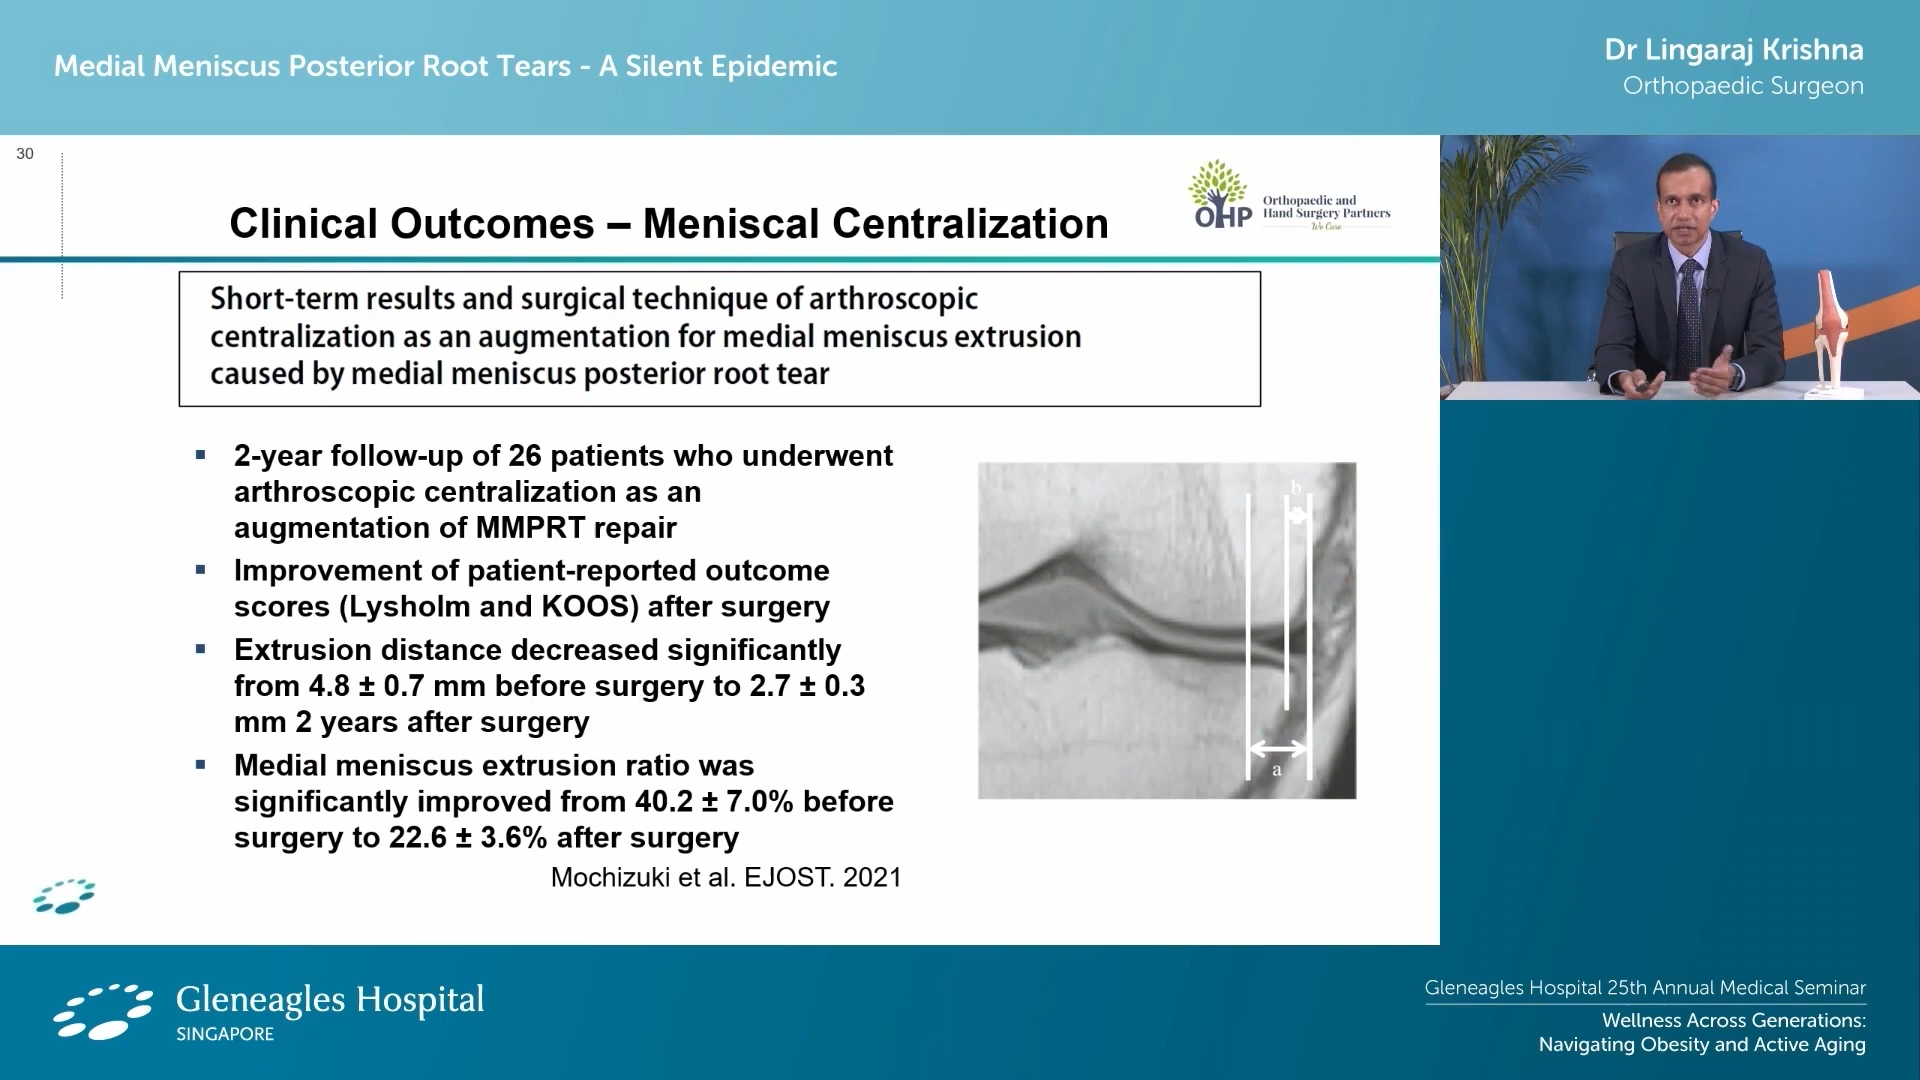 Medial Meniscus Posterior Root Tears - A Silent Epidemic
Dr Lingaraj Krishna
Orthopaedic Surgeon
30
Clinical Outcomes – Meniscal Centralization
OHP
Orthopaedic and
Hand Surgery Partners
We Care
Short-term results and surgical technique of arthroscopic
centralization as an augmentation for medial meniscus extrusion
caused by medial meniscus posterior root tear
▪ 2-year follow-up of 26 patients who underwent
arthroscopic centralization as an
augmentation of MMPRT repair
▪ Improvement of patient-reported outcome
scores (Lysholm and KOOS) after surgery
▪ Extrusion distance decreased significantly
from 4.8 ± 0.7 mm before surgery to 2.7 ± 0.3
mm 2 years after surgery
▪ Medial meniscus extrusion ratio was
significantly improved from 40.2 ± 7.0% before
surgery to 22.6 ± 3.6% after surgery
Mochizuki et al. EJOST. 2021
b
a
Gleneagles Hospital
SINGAPORE
Gleneagles Hospital 25th Annual Medical Seminar
Wellness Across Generations:
Navigating Obesity and Active Aging